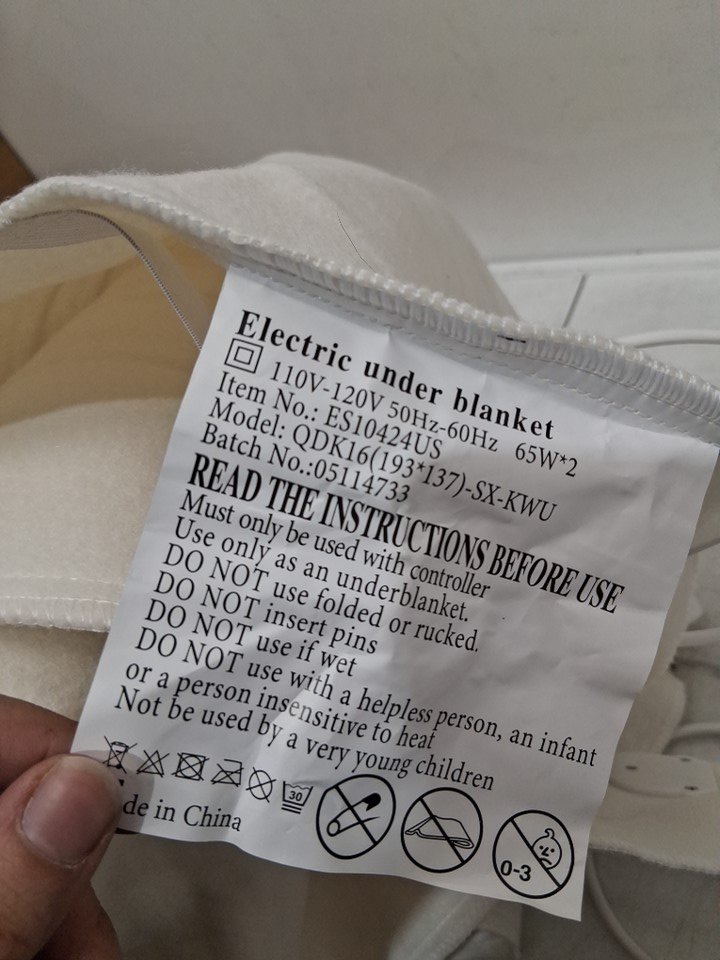 Electric under blanket
110V-120V 50Hz-60Hz 65W*2
Item No.: ES10424US
Model: QDK16(193*137)-SX-KWU
Batch No.:05114733
READ THE INSTRUCTIONS BEFORE USE
Must only be used with controller
Use only as an underblanket.
DO NOT use folded or rucked.
DO NOT insert pins
DO NOT use if wet
DO NOT use with a helpless person, an infant
or a person insensitive to heat
Not be used by a very young children
30
de in China
0-3